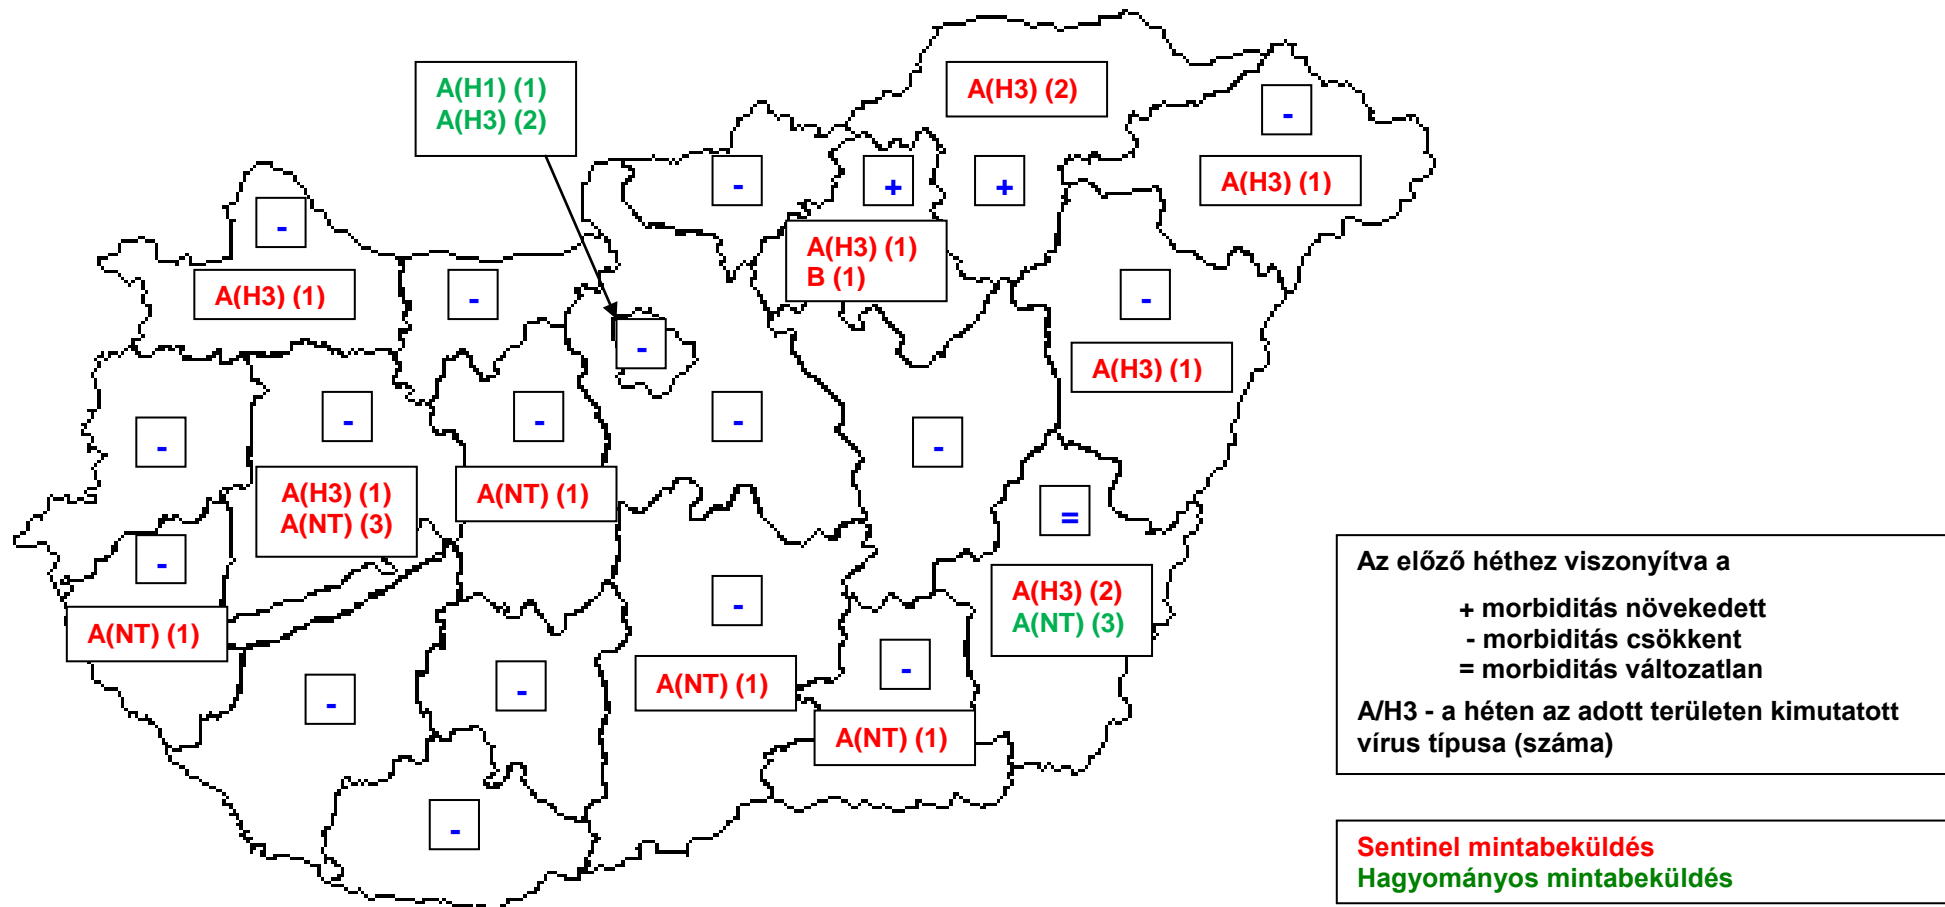 A(H1) (1)
A(H3) (2)
A(H3) (2)
-
-
+
+
A(H3) (1)
-
A(H3) (1)
B (1)
A(H3) (1)
-
-
-
A(H3) (1)
-
-
-
-
-
A(H3) (1)
A(NT) (3)
A(NT) (1)
=
-
A(H3) (2)
A(NT) (3)
-
A(NT) (1)
-
-
-
A(NT) (1)
A(NT) (1)
-
Az előző héthez viszonyítva a
+ morbiditás növekedett
- morbiditás csökkent
= morbiditás változatlan
A/H3 - a héten az adott területen kimutatott
vírus típusa (száma)
Sentinel mintabeküldés
Hagyományos mintabeküldés